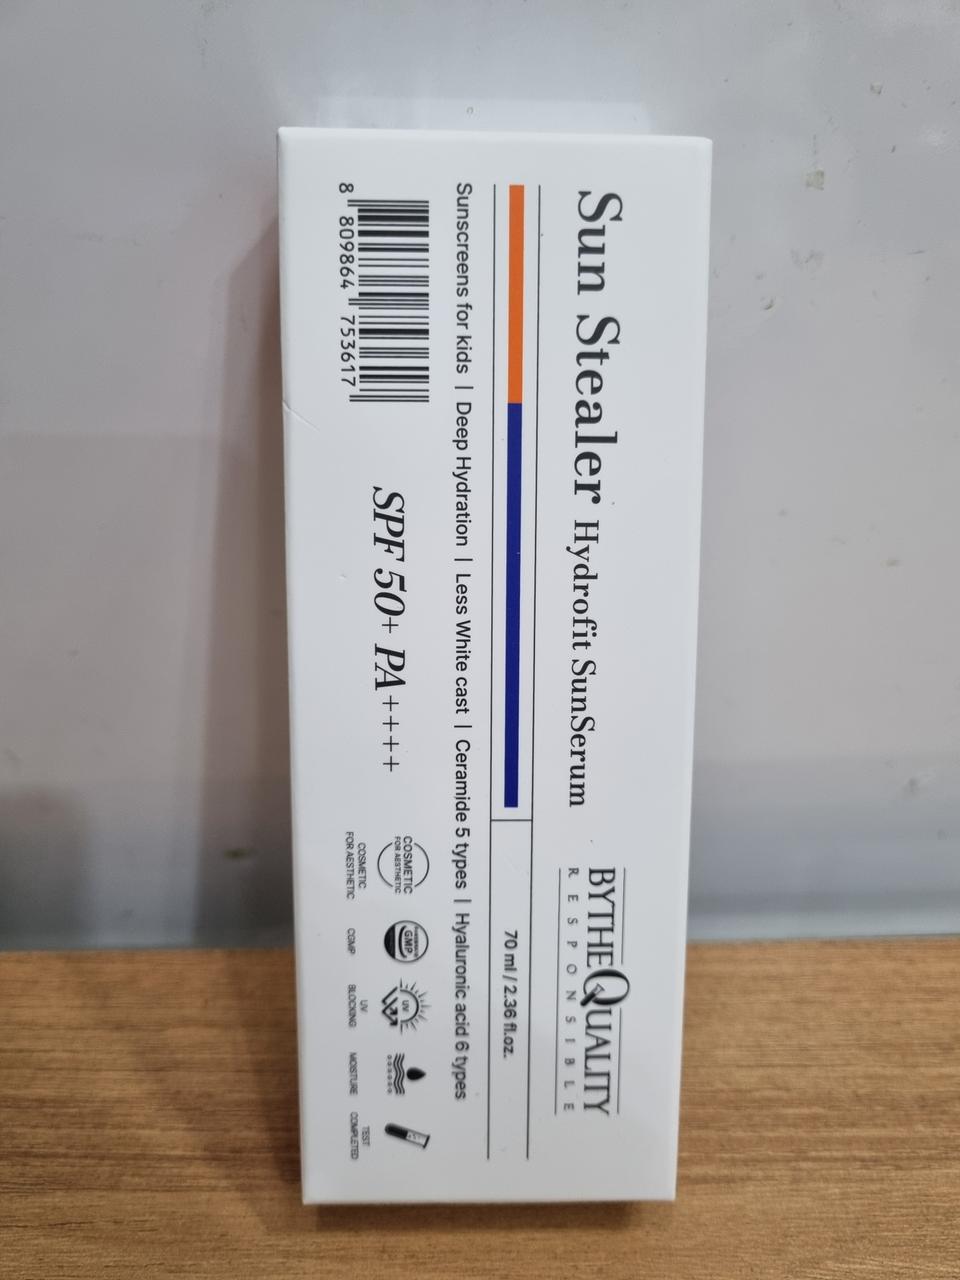 Sun Stealer Hydrofit SunSerum
BYTHEQUALITY
RESPONSIBLE
70 ml / 2.36 fl.oz.
Sunscreens for kids | Deep Hydration | Less White cast | Ceramide 5 types | Hyaluronic acid 6 types
8 809864 753617
SPF 50+ PA++++
COSMETIC
FOR AESTHETIC
COSMETIC
FOR AESTHETIC
GMP
CGMP
UV
UV
BLOCKING
MOISTURE
TEST
COMPLETED